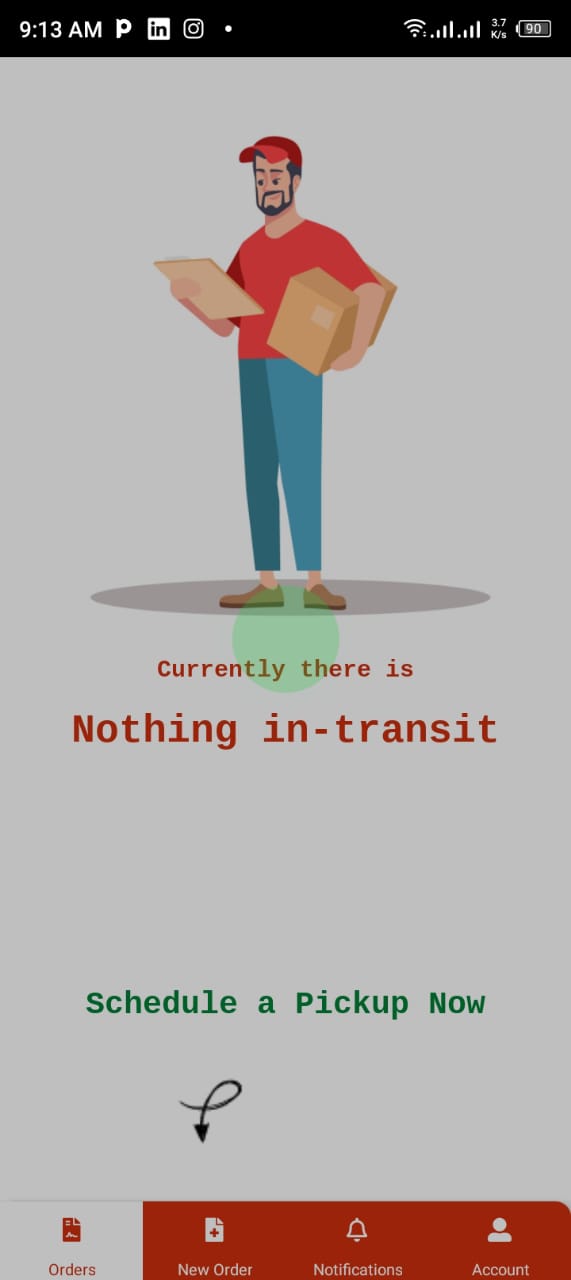 9:13 AM
3.7
K/s
90
Currently there is
Nothing in-transit
Schedule a Pickup Now
Orders
New Order
Notifications
Account